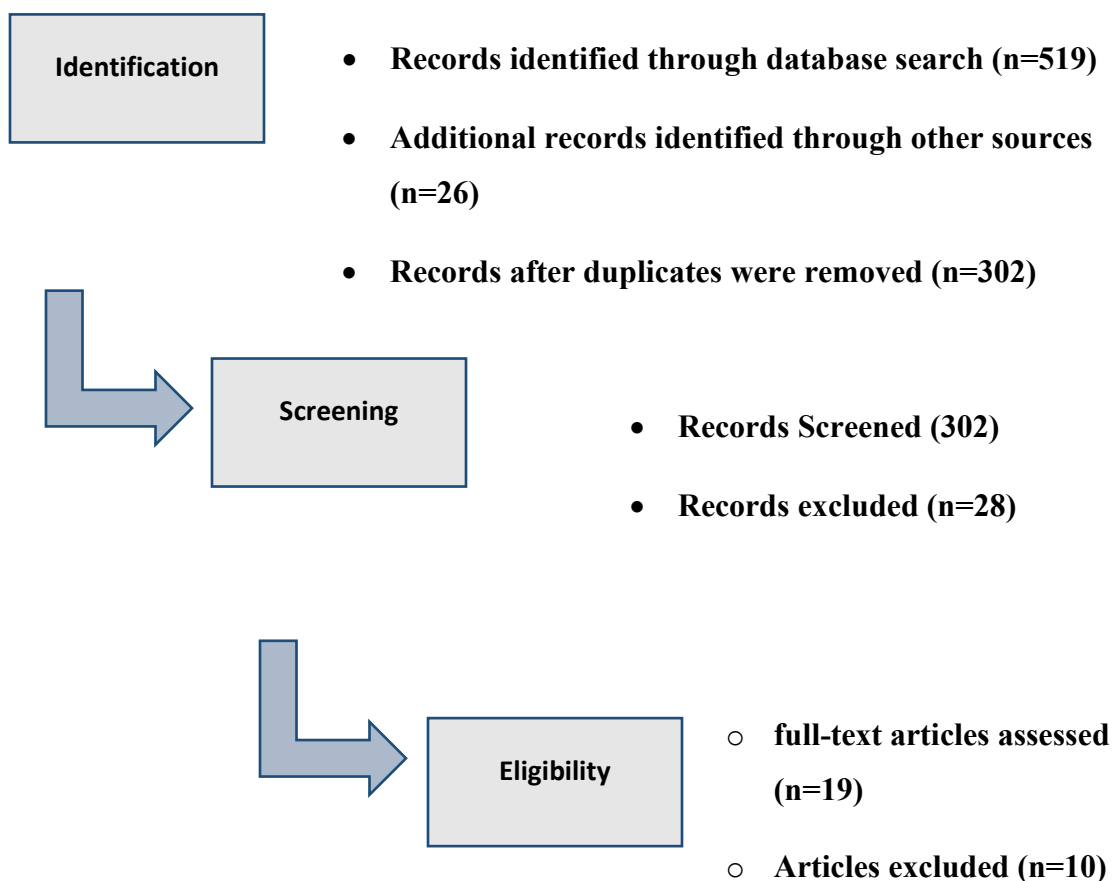 Identification
• Records identified through database search (n=519)
• Additional records identified through other sources
(n=26)
• Records after duplicates were removed (n=302)
Screening
• Records Screened (302)
• Records excluded (n=28)
Eligibility
o full-text articles assessed
(n=19)
o Articles excluded (n=10)